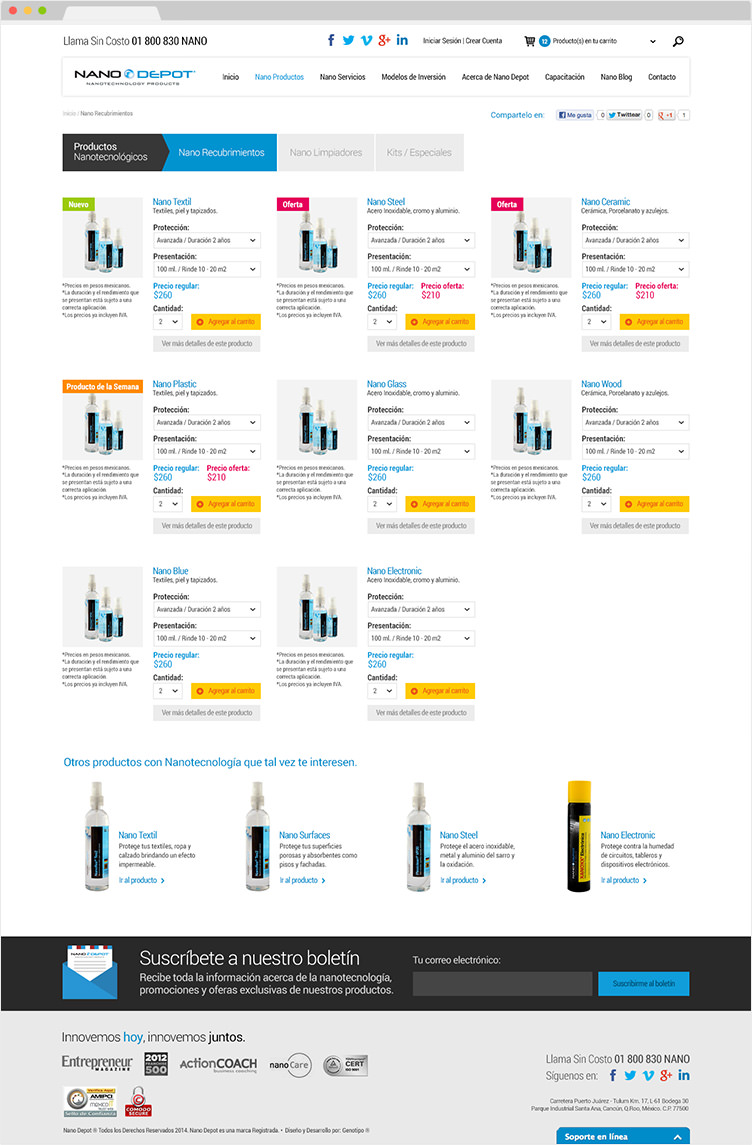 Llama Sin Costo 01 800 830 NANO
Iniciar Sesión | Crear Cuenta
12 Producto(s) en tu carrito
NANO DEPOT
NANOTECHNOLOGY PRODUCTS
Inicio Nano Productos Nano Servicios Modelos de Inversión Acerca de Nano Depot Capacitación Nano Blog Contacto
Inicio / Nano Recubrimientos
Compartelo en: Me gusta 0 Twittear 0 +1 1
Productos
Nanotecnológicos
Nano Recubrimientos
Nano Limpiadores
Kits / Especiales
Nuevo
Nano Textil
Textiles, piel y tapizados.
Protección:
Avanzada / Duración 2 años
Presentación:
100 ml. / Rinde 10 - 20 m2
*Precios en pesos mexicanos.
*La duración y el rendimiento que
se presentan está sujeto a una
correcta aplicación.
*Los precios ya incluyen IVA.
Precio regular:
$260
Cantidad:
2 Agregar al carrito
Ver más detalles de este producto
Oferta
Nano Steel
Acero Inoxidable, cromo y aluminio.
Protección:
Avanzada / Duración 2 años
Presentación:
100 ml. / Rinde 10 - 20 m2
*Precios en pesos mexicanos.
*La duración y el rendimiento que
se presentan está sujeto a una
correcta aplicación.
*Los precios ya incluyen IVA.
Precio regular: Precio oferta:
$260 $210
Cantidad:
2 Agregar al carrito
Ver más detalles de este producto
Oferta
Nano Ceramic
Cerámica, Porcelanato y azulejos.
Protección:
Avanzada / Duración 2 años
Presentación:
100 ml. / Rinde 10 - 20 m2
*Precios en pesos mexicanos.
*La duración y el rendimiento que
se presentan está sujeto a una
correcta aplicación.
*Los precios ya incluyen IVA.
Precio regular: Precio oferta:
$260 $210
Cantidad:
2 Agregar al carrito
Ver más detalles de este producto
Producto de la Semana
Nano Plastic
Textiles, piel y tapizados.
Protección:
Avanzada / Duración 2 años
Presentación:
100 ml. / Rinde 10 - 20 m2
*Precios en pesos mexicanos.
*La duración y el rendimiento que
se presentan está sujeto a una
correcta aplicación.
*Los precios ya incluyen IVA.
Precio regular: Precio oferta:
$260 $210
Cantidad:
2 Agregar al carrito
Ver más detalles de este producto
Nano Glass
Acero Inoxidable, cromo y aluminio.
Protección:
Avanzada / Duración 2 años
Presentación:
100 ml. / Rinde 10 - 20 m2
*Precios en pesos mexicanos.
*La duración y el rendimiento que
se presentan está sujeto a una
correcta aplicación.
*Los precios ya incluyen IVA.
Precio regular:
$260
Cantidad:
2 Agregar al carrito
Ver más detalles de este producto
Nano Wood
Cerámica, Porcelanato y azulejos.
Protección:
Avanzada / Duración 2 años
Presentación:
100 ml. / Rinde 10 - 20 m2
*Precios en pesos mexicanos.
*La duración y el rendimiento que
se presentan está sujeto a una
correcta aplicación.
*Los precios ya incluyen IVA.
Precio regular:
$260
Cantidad:
2 Agregar al carrito
Ver más detalles de este producto
Nano Blue
Textiles, piel y tapizados.
Protección:
Avanzada / Duración 2 años
Presentación:
100 ml. / Rinde 10 - 20 m2
*Precios en pesos mexicanos.
*La duración y el rendimiento que
se presentan está sujeto a una
correcta aplicación.
*Los precios ya incluyen IVA.
Precio regular:
$260
Cantidad:
2 Agregar al carrito
Ver más detalles de este producto
Nano Electronic
Acero Inoxidable, cromo y aluminio.
Protección:
Avanzada / Duración 2 años
Presentación:
100 ml. / Rinde 10 - 20 m2
*Precios en pesos mexicanos.
*La duración y el rendimiento que
se presentan está sujeto a una
correcta aplicación.
*Los precios ya incluyen IVA.
Precio regular:
$260
Cantidad:
2 Agregar al carrito
Ver más detalles de este producto
Otros productos con Nanotecnología que tal vez te interesen.
Nano Textil
Protege tus textiles, ropa y
calzado brindando un efecto
impermeable.
Ir al producto
Nano Surfaces
Protege tus superficies
porosas y absorbentes como
pisos y fachadas.
Ir al producto
Nano Steel
Protege el acero inoxidable,
metal y aluminio del sarro y
la oxidación.
Ir al producto
Nano Electronic
Protege contra la humedad
de circuitos, tableros y
dispositivos electrónicos.
Ir al producto
NANO DEPOT
Suscríbete a nuestro boletín
Recibe toda la información acerca de la nanotecnología,
promociones y oferas exclusivas de nuestros productos.
Tu correo electrónico:
Suscribirme al boletín
Innovemos hoy, innovemos juntos.
Entrepreneur
MAGAZINE
2012
FRANCHISE
500
ActionCOACH
business coaching
nanoCare
CERT
ISO 9001
Verifica Aquí
AMIPCI
MEXICO
Sello de Confianza
COMODO
SECURE
Llama Sin Costo 01 800 830 NANO
Síguenos en:
Carretera Puerto Juárez - Tulum Km. 17, L-61 Bodega 30
Parque Industrial Santa Ana, Cancún, Q.Roo, México. C.P. 77500
Nano Depot ® Todos los Derechos Reservados 2014. Nano Depot es una marca Registrada. • Diseño y Desarrollo por: Genotipo ®
Soporte en línea